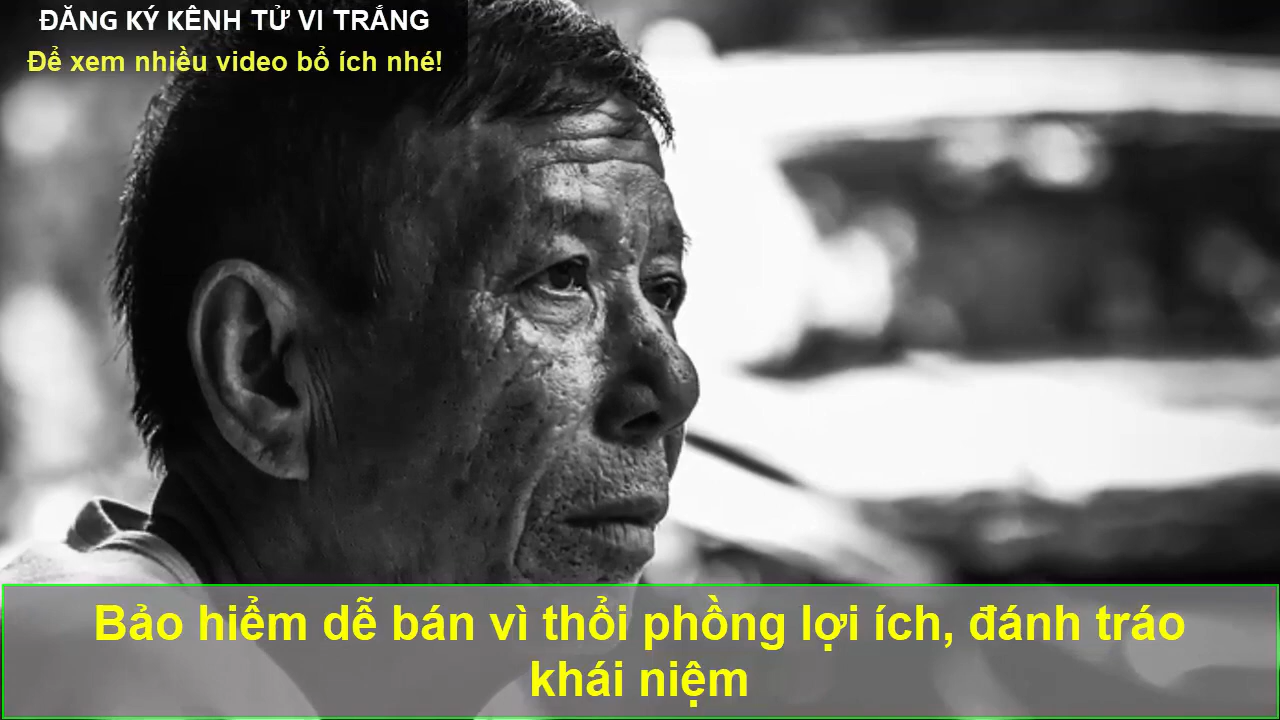 ĐĂNG KÝ KÊNH TỬ VI TRẮNG
Để xem nhiều video bổ ích nhé!
Bảo hiểm dễ bán vì thổi phồng lợi ích, đánh tráo
khái niệm